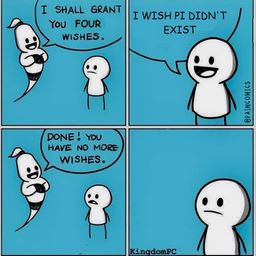 I SHALL GRANT
YOU FOUR
WISHES.
I WISH PI DIDN'T
EXIST
@PAINCOMICS
DONE! YOU
HAVE NO MORE
WISHES.
KingdomPC